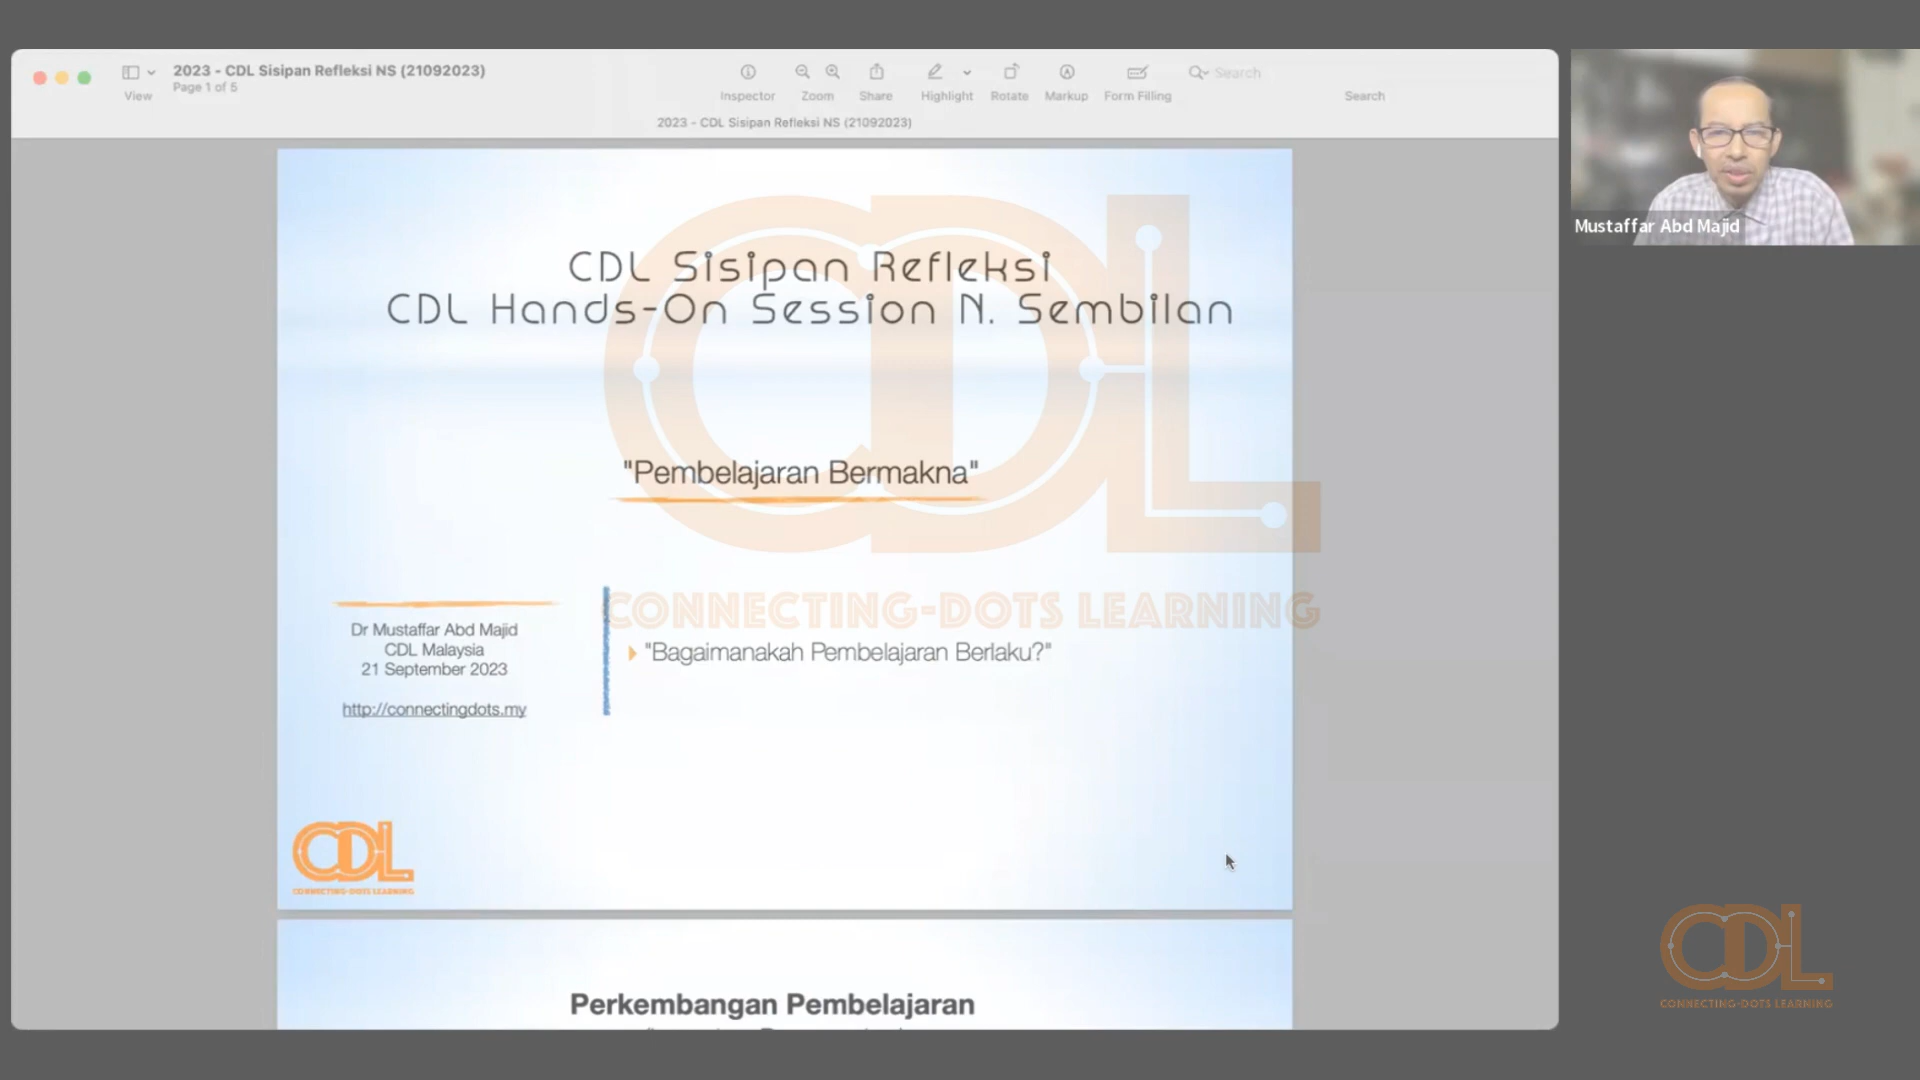 2023 - CDL Sisipan Refleksi NS (21092023)
Page 1 of 5
View
Inspector
Zoom
Share
Highlight
Rotate
Markup
Form Filling
Search
Search
2023 - CDL Sisipan Refleksi NS (21092023)
Mustaffar Abd Majid
CDL Sisipan Refleksi
CDL Hands-On Session N. Sembilan
"Pembelajaran Bermakna"
CDL
CONNECTING-DOTS LEARNING
Dr Mustaffar Abd Majid
CDL Malaysia
21 September 2023
http://connectingdots.my
"Bagaimanakah Pembelajaran Berlaku?"
CDL
CONNECTING-DOTS LEARNING
Perkembangan Pembelajaran
CDL
CONNECTING-DOTS LEARNING